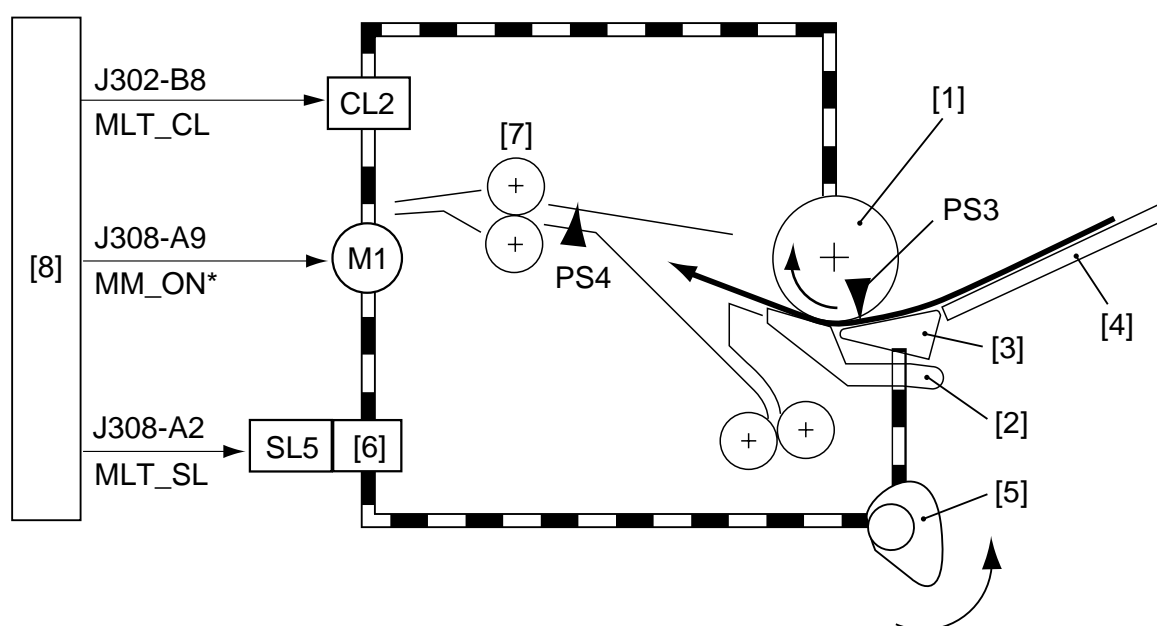 J302-B8
MLT_CL
CL2
[1]
[7]
PS3
J308-A9
MM_ON*
[8]
M1
PS4
[4]
[3]
[2]
J308-A2
MLT_SL
SL5
[6]
[5]